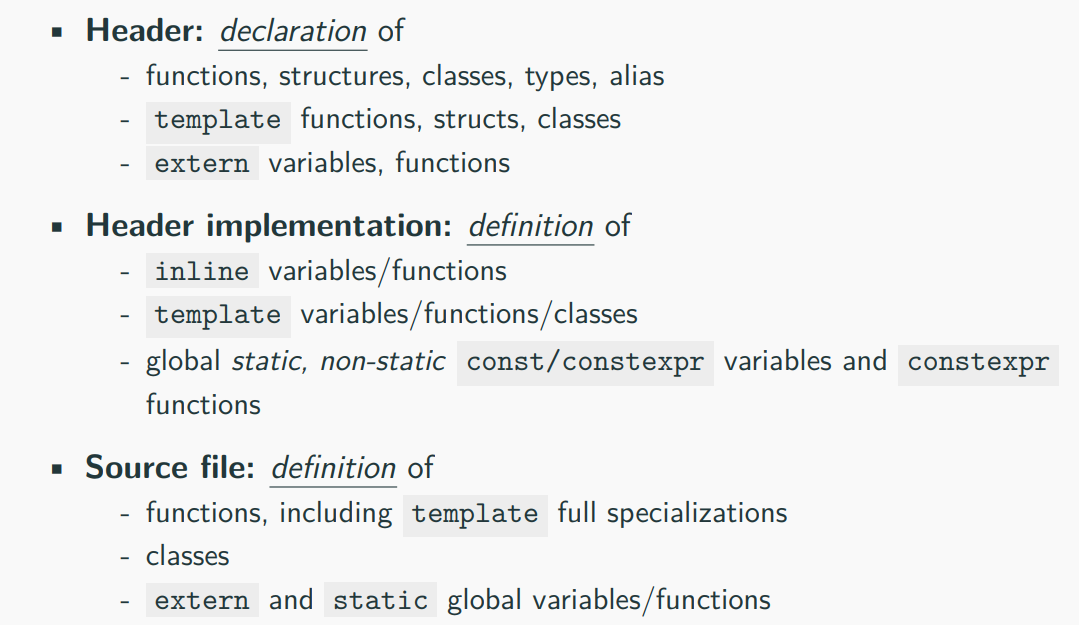 ▪ Header: declaration of
- functions, structures, classes, types, alias
- template functions, structs, classes
- extern variables, functions
▪ Header implementation: definition of
- inline variables/functions
- template variables/functions/classes
- global static, non-static const/constexpr variables and constexpr
functions
▪ Source file: definition of
- functions, including template full specializations
- classes
- extern and static global variables/functions